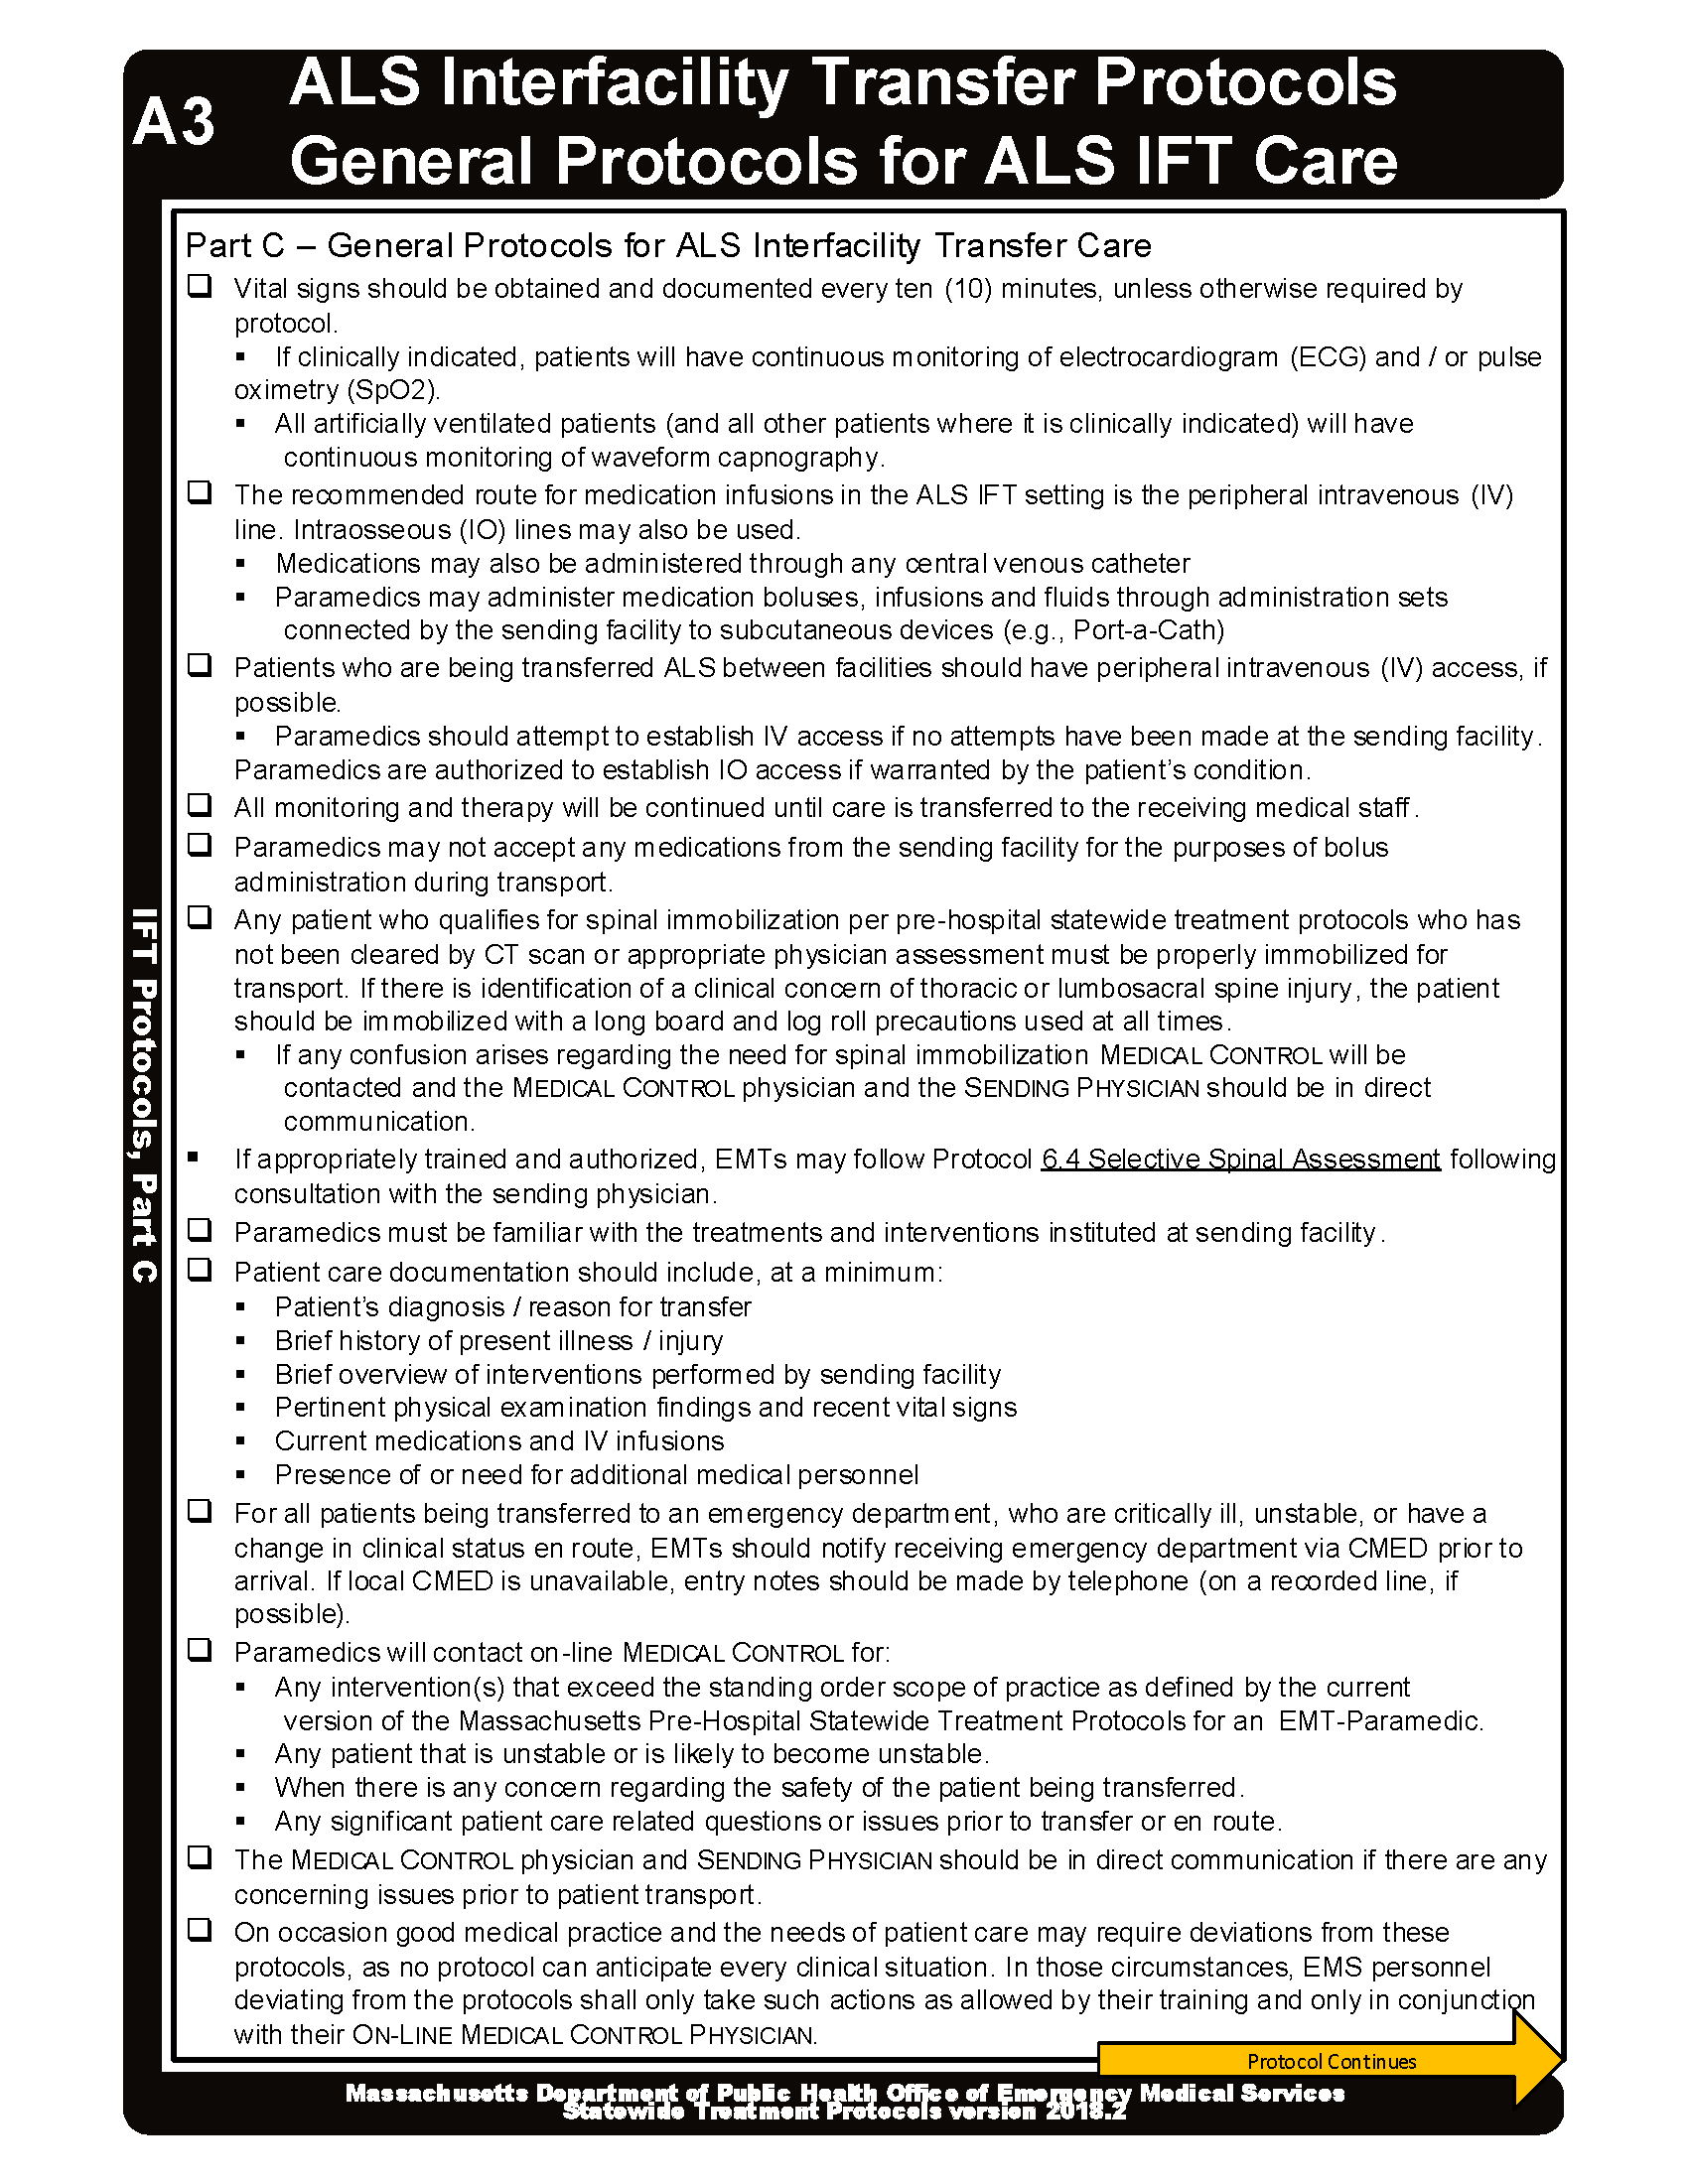 A3
ALS Interfacility Transfer Protocols
General Protocols for ALS IFT Care
IFT Protocols, Part C
Part C – General Protocols for ALS Interfacility Transfer Care
❑ Vital signs should be obtained and documented every ten (10) minutes, unless otherwise required by
protocol.
▪ If clinically indicated, patients will have continuous monitoring of electrocardiogram (ECG) and / or pulse
oximetry (SpO2).
▪ All artificially ventilated patients (and all other patients where it is clinically indicated) will have
continuous monitoring of waveform capnography.
❑ The recommended route for medication infusions in the ALS IFT setting is the peripheral intravenous (IV)
line. Intraosseous (IO) lines may also be used.
▪ Medications may also be administered through any central venous catheter
▪ Paramedics may administer medication boluses, infusions and fluids through administration sets
connected by the sending facility to subcutaneous devices (e.g., Port-a-Cath)
❑ Patients who are being transferred ALS between facilities should have peripheral intravenous (IV) access, if
possible.
▪ Paramedics should attempt to establish IV access if no attempts have been made at the sending facility.
Paramedics are authorized to establish IO access if warranted by the patient's condition.
❑ All monitoring and therapy will be continued until care is transferred to the receiving medical staff.
❑ Paramedics may not accept any medications from the sending facility for the purposes of bolus
administration during transport.
❑ Any patient who qualifies for spinal immobilization per pre-hospital statewide treatment protocols who has
not been cleared by CT scan or appropriate physician assessment must be properly immobilized for
transport. If there is identification of a clinical concern of thoracic or lumbosacral spine injury, the patient
should be immobilized with a long board and log roll precautions used at all times.
▪ If any confusion arises regarding the need for spinal immobilization MEDICAL CONTROL will be
contacted and the MEDICAL CONTROL physician and the SENDING PHYSICIAN should be in direct
communication.
▪ If appropriately trained and authorized, EMTs may follow Protocol 6.4 Selective Spinal Assessment following
consultation with the sending physician.
❑ Paramedics must be familiar with the treatments and interventions instituted at sending facility.
❑ Patient care documentation should include, at a minimum:
▪ Patient's diagnosis / reason for transfer
▪ Brief history of present illness / injury
▪ Brief overview of interventions performed by sending facility
▪ Pertinent physical examination findings and recent vital signs
▪ Current medications and IV infusions
▪ Presence of or need for additional medical personnel
❑ For all patients being transferred to an emergency department, who are critically ill, unstable, or have a
change in clinical status en route, EMTs should notify receiving emergency department via CMED prior to
arrival. If local CMED is unavailable, entry notes should be made by telephone (on a recorded line, if
possible).
❑ Paramedics will contact on-line MEDICAL CONTROL for:
▪ Any intervention(s) that exceed the standing order scope of practice as defined by the current
version of the Massachusetts Pre-Hospital Statewide Treatment Protocols for an EMT-Paramedic.
▪ Any patient that is unstable or is likely to become unstable.
▪ When there is any concern regarding the safety of the patient being transferred.
▪ Any significant patient care related questions or issues prior to transfer or en route.
❑ The MEDICAL CONTROL physician and SENDING PHYSICIAN should be in direct communication if there are any
concerning issues prior to patient transport.
❑ On occasion good medical practice and the needs of patient care may require deviations from these
protocols, as no protocol can anticipate every clinical situation. In those circumstances, EMS personnel
deviating from the protocols shall only take such actions as allowed by their training and only in conjunction
with their ON-LINE MEDICAL CONTROL PHYSICIAN.
Protocol Continues
Massachusetts Department of Public Health Office of Emergency Medical Services
Statewide Treatment Protocols version 2018.2